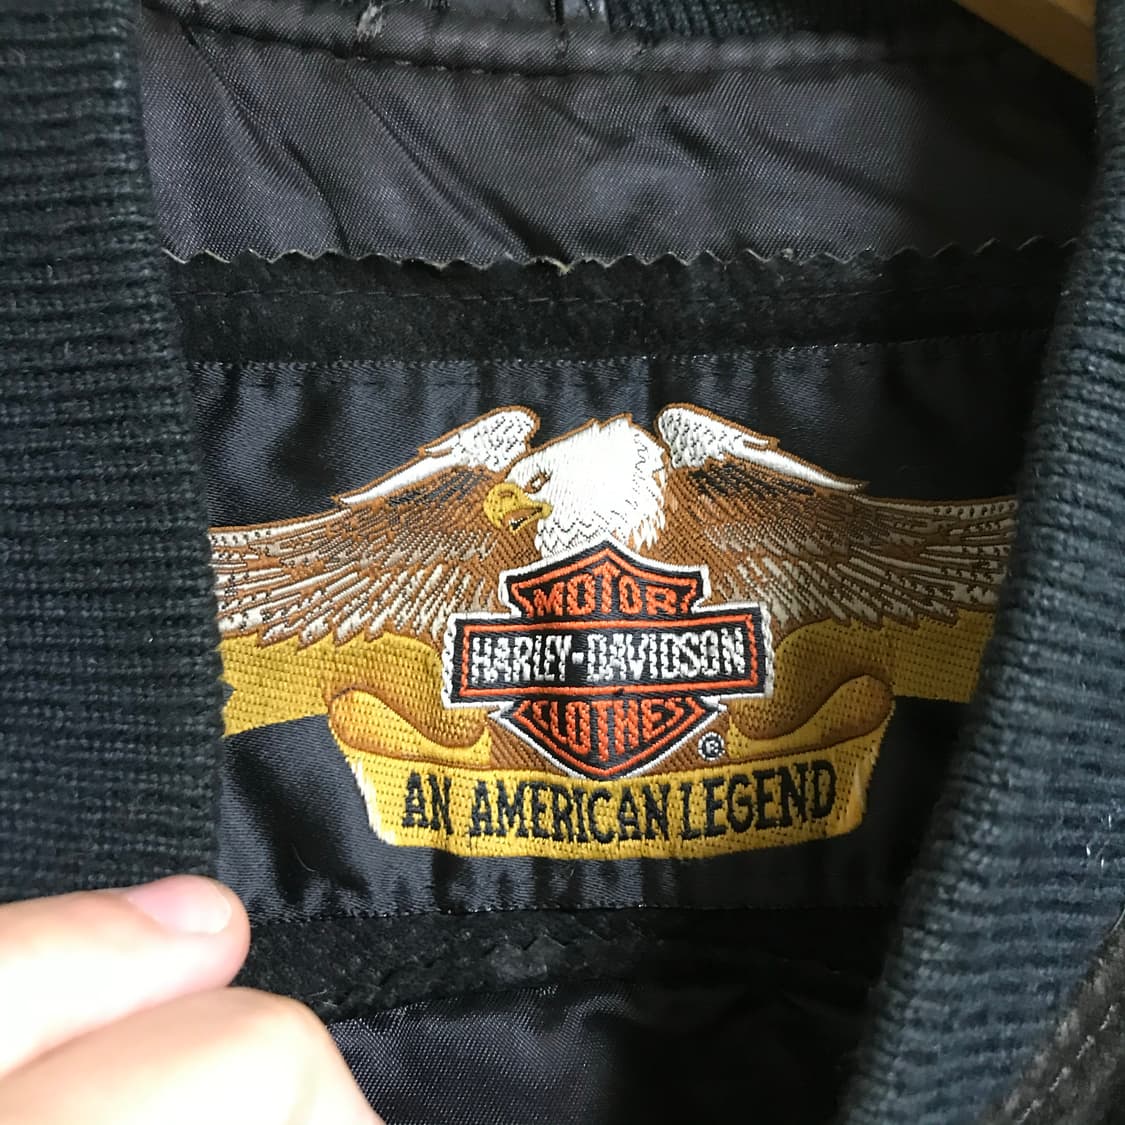 MOTOR
HARLEY-DAVIDSON
CLOTHES
®
AN AMERICAN LEGEND